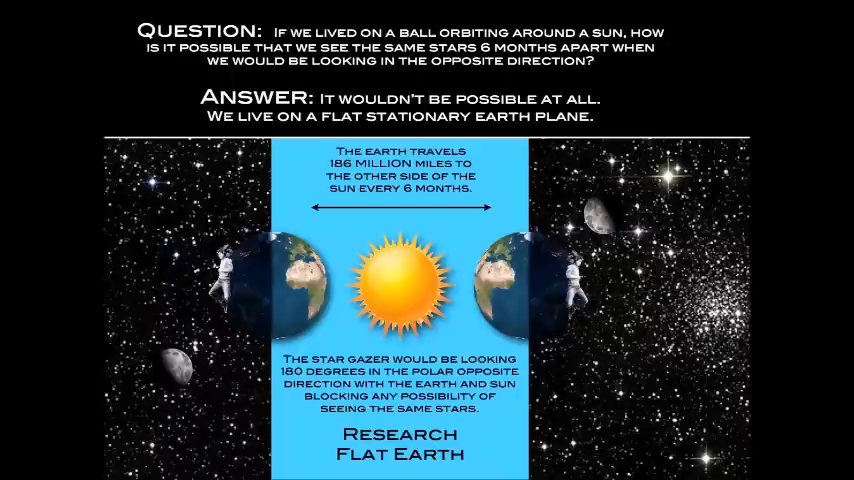 QUESTION: IF WE LIVED ON A BALL ORBITING AROUND A SUN, HOW
IS IT POSSIBLE THAT WE SEE THE SAME STARS 6 MONTHS APART WHEN
WE WOULD BE LOOKING IN THE OPPOSITE DIRECTION?
ANSWER: IT WOULDN'T BE POSSIBLE AT ALL.
WE LIVE ON A FLAT STATIONARY EARTH PLANE.
THE EARTH TRAVELS
186 MILLION MILES TO
THE OTHER SIDE OF THE
SUN EVERY 6 MONTHS.
THE STAR GAZER WOULD BE LOOKING
180 DEGREES IN THE POLAR OPPOSITE
DIRECTION WITH THE EARTH AND SUN
BLOCKING ANY POSSIBILITY OF
SEEING THE SAME STARS.
RESEARCH
FLAT EARTH